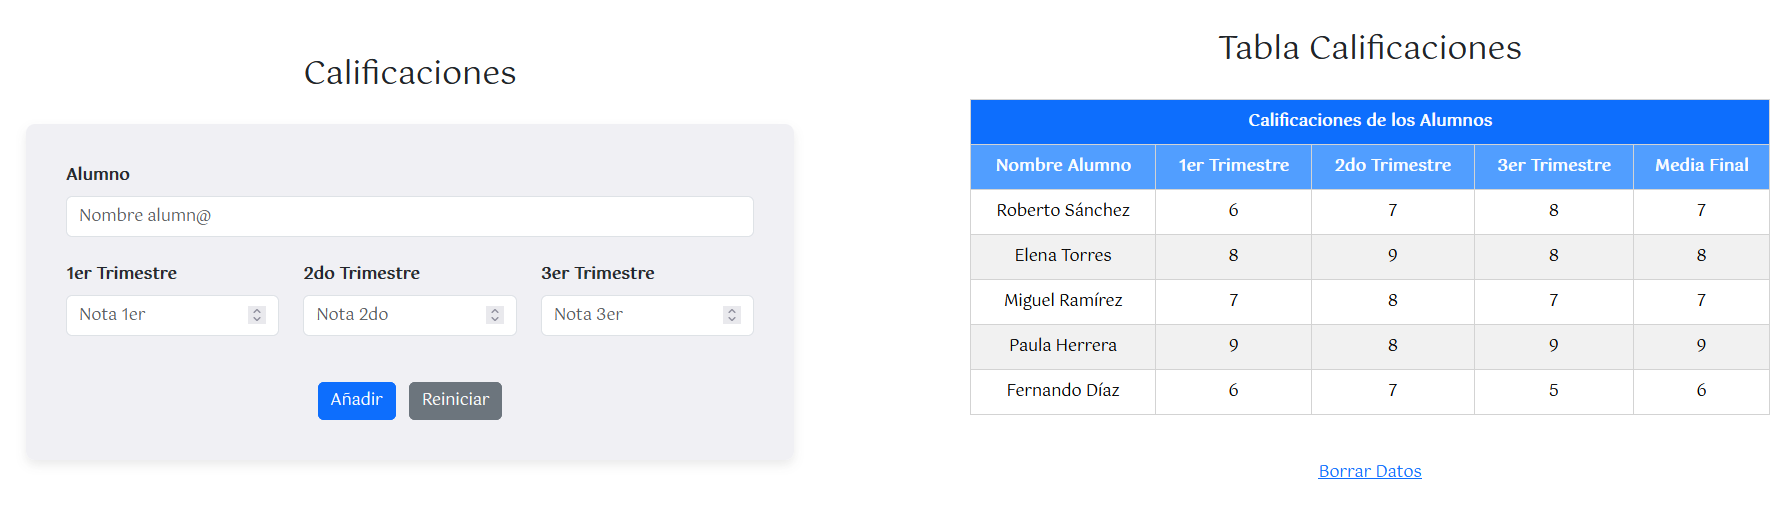 Calificaciones
Alumno
Nombre alumn@
1er Trimestre 2do Trimestre 3er Trimestre
Nota 1er Nota 2do Nota 3er
Añadir Reiniciar
Tabla Calificaciones
Calificaciones de los Alumnos
Nombre Alumno 1er Trimestre 2do Trimestre 3er Trimestre Media Final
Roberto Sánchez 6 7 8 7
Elena Torres 8 9 8 8
Miguel Ramírez 7 8 7 7
Paula Herrera 9 8 9 9
Fernando Díaz 6 7 5 6
Borrar Datos